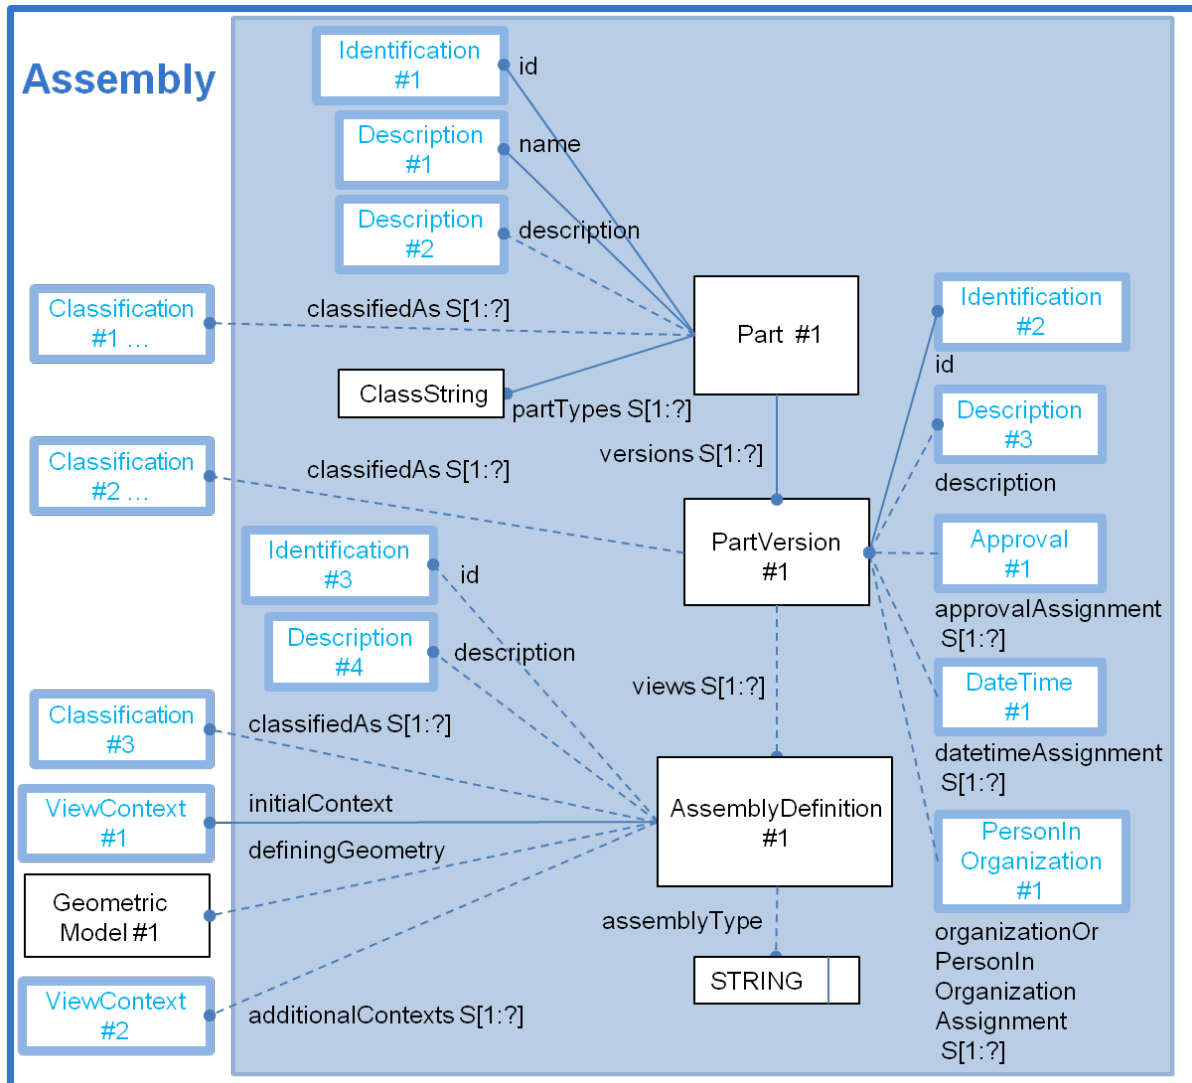 Assembly
Identification
#1
id
Description
#1
name
Description
#2
description
Classification
#1 ...
classifiedAs S[1:?]
Part #1
Identification
#2
id
ClassString
partTypes S[1:?]
Description
#3
description
versions S[1:?]
Classification
#2 ...
classifiedAs S[1:?]
PartVersion
#1
Approval
#1
approvalAssignment
S[1:?]
Identification
#3
id
Description
#4
description
views S[1:?]
DateTime
#1
datetimeAssignment
S[1:?]
Classification
#3
classifiedAs S[1:?]
ViewContext
#1
initialContext
AssemblyDefinition
#1
PersonIn
Organization
#1
definingGeometry
Geometric
Model #1
assemblyType
organizationOr
PersonIn
Organization
Assignment
S[1:?]
STRING
ViewContext
#2
additionalContexts S[1:?]